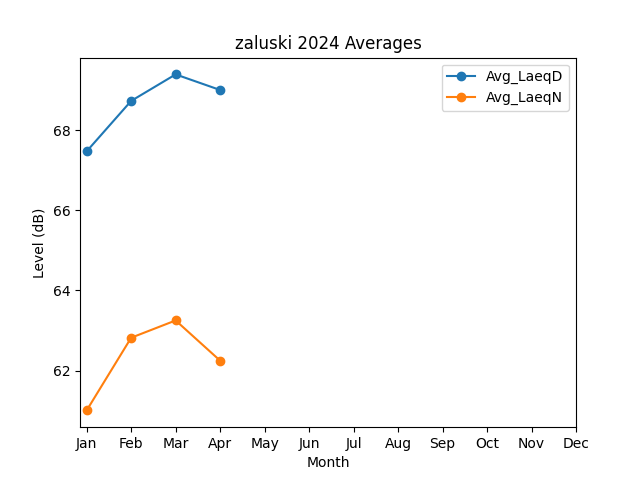 zaluski 2024 Averages
Avg_LaeqD
Avg_LaeqN
Level (dB)
68
66
64
62
Jan Feb Mar Apr May Jun Jul Aug Sep Oct Nov Dec
Month